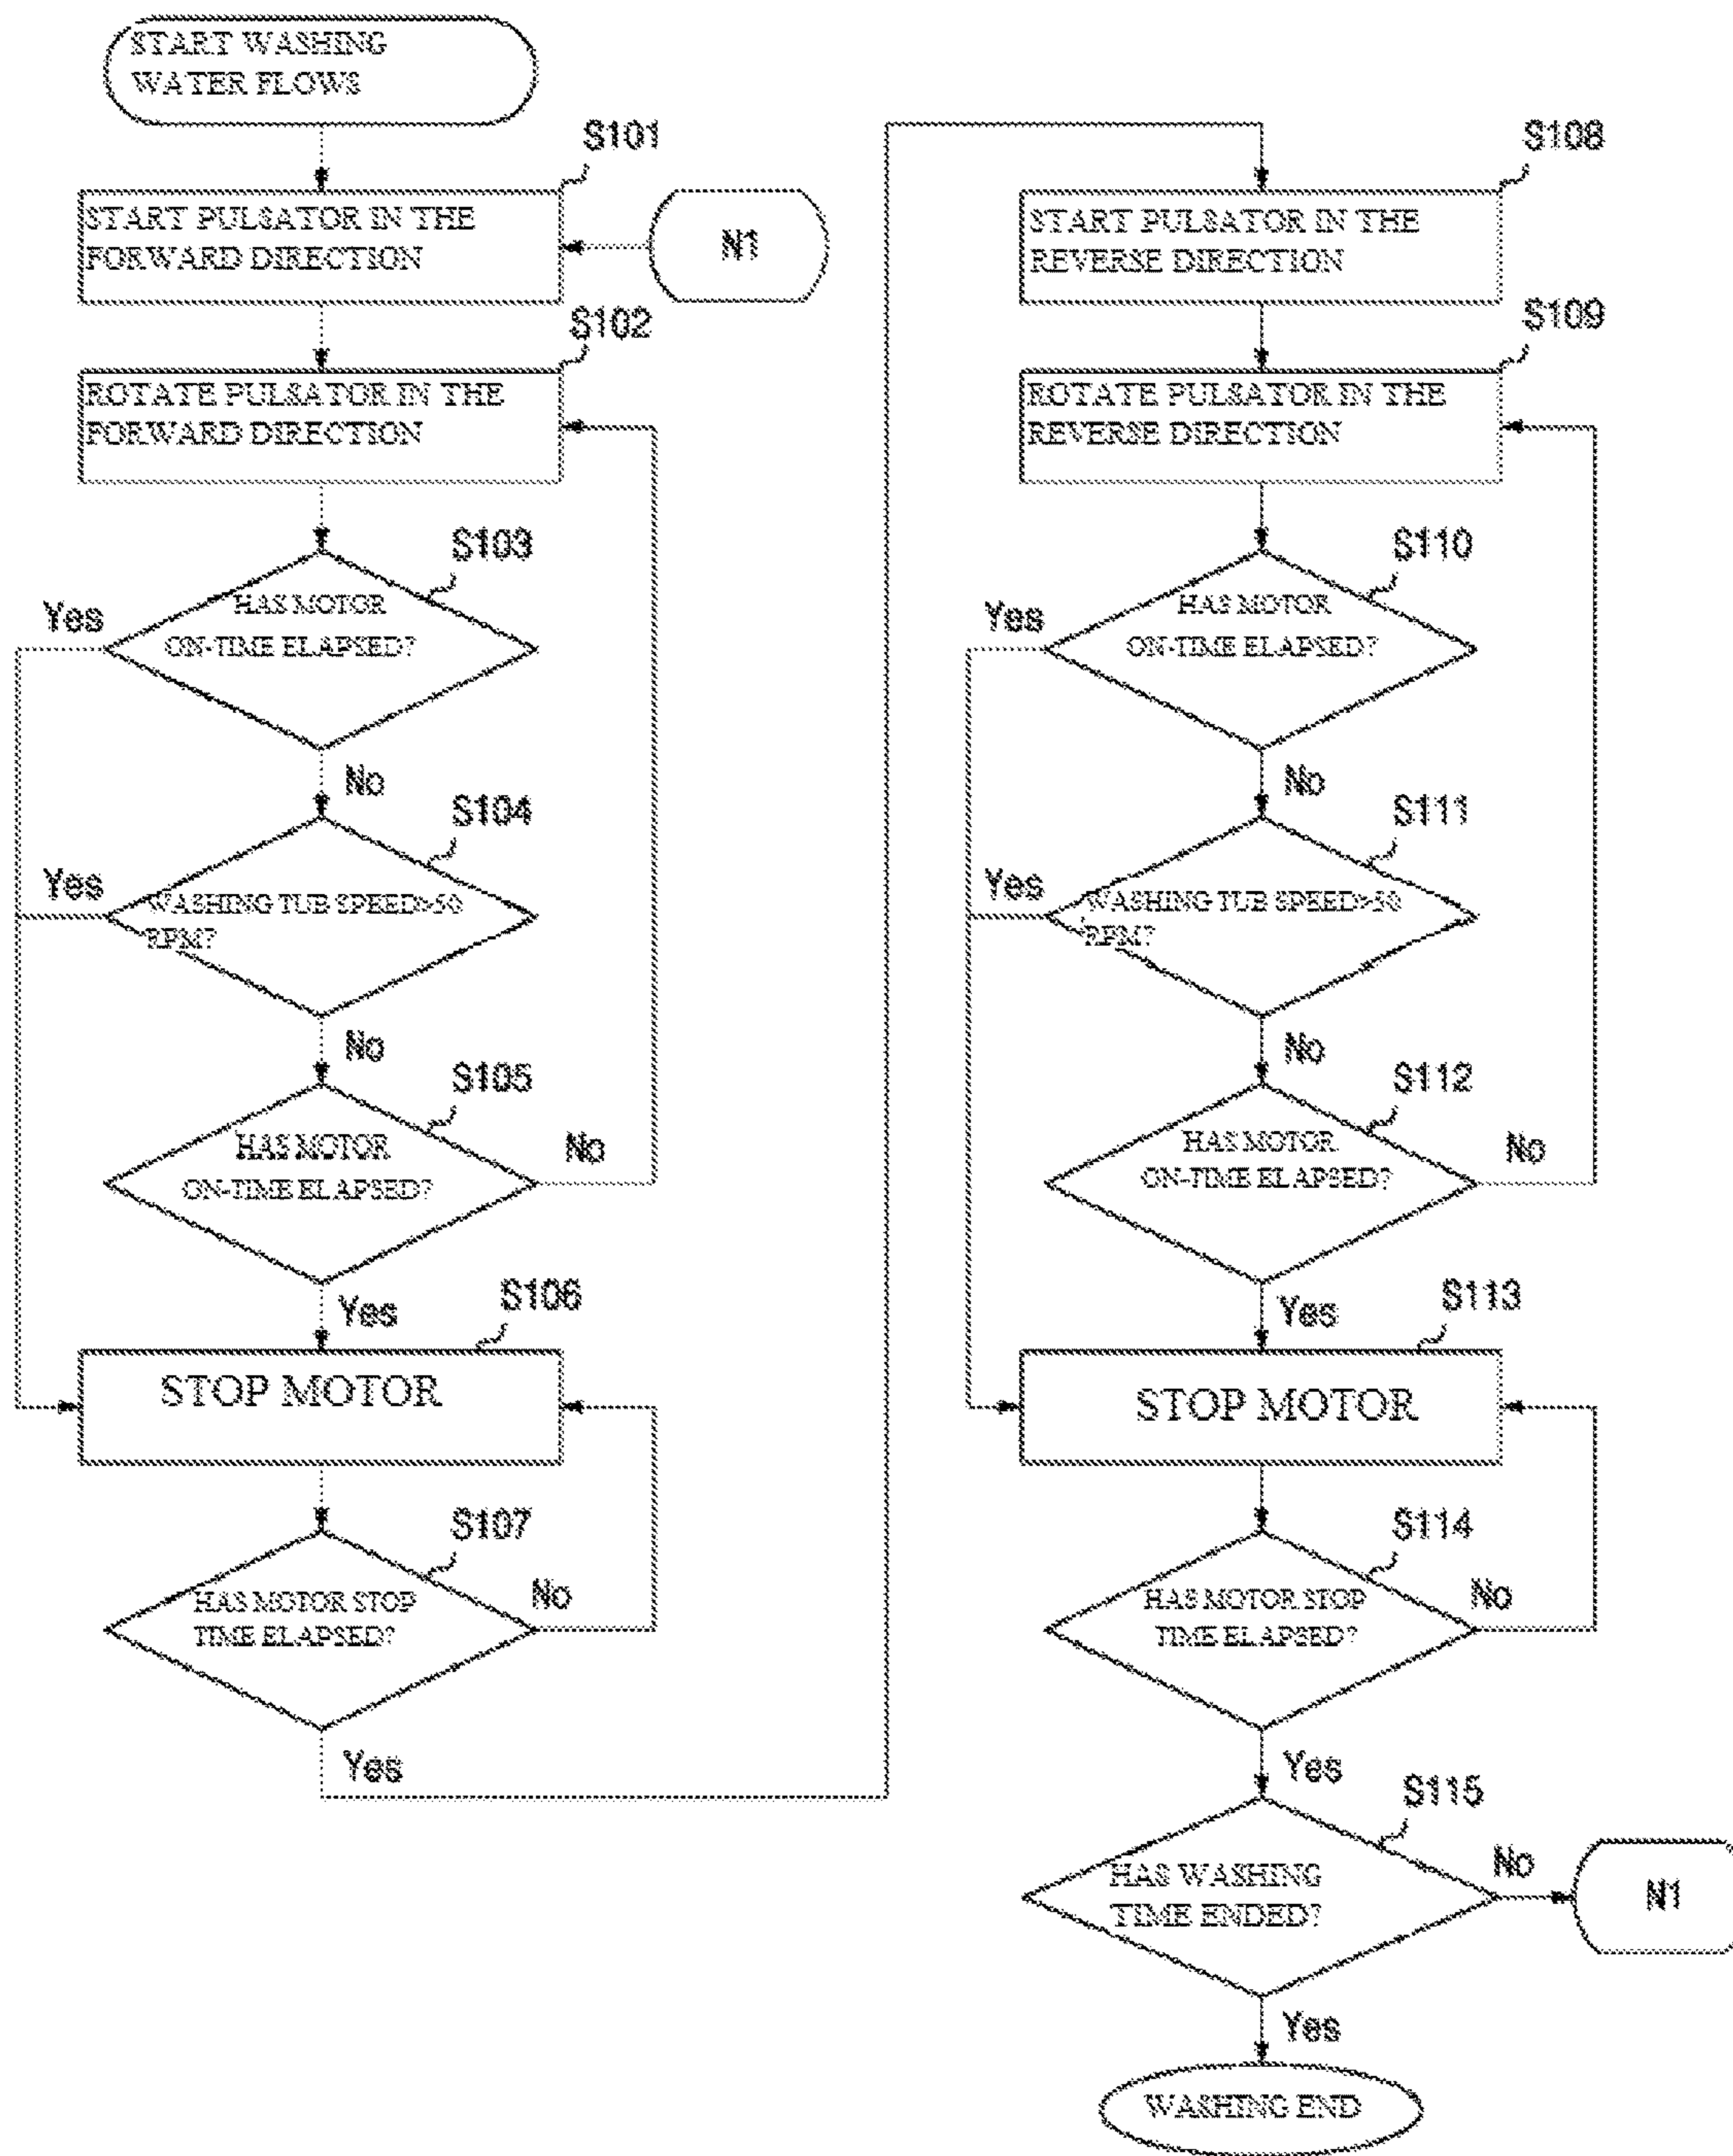 START WASHING
WATER FLOWS
S101
START PULSATOR IN THE
FORWARD DIRECTION
N1
S102
ROTATE PULSATOR IN THE
FORWARD DIRECTION
S103
HAS MOTOR
ON-TIME ELAPSED?
Yes
No
S104
WASHING TUB SPEED>50
RPM?
Yes
No
S105
HAS MOTOR
ON-TIME ELAPSED?
No
Yes
S106
STOP MOTOR
S107
HAS MOTOR STOP
TIME ELAPSED?
No
Yes
S108
START PULSATOR IN THE
REVERSE DIRECTION
S109
ROTATE PULSATOR IN THE
REVERSE DIRECTION
S110
HAS MOTOR
ON-TIME ELAPSED?
Yes
No
S111
WASHING TUB SPEED>50
RPM?
Yes
No
S112
HAS MOTOR
ON-TIME ELAPSED?
No
Yes
S113
STOP MOTOR
S114
HAS MOTOR STOP
TIME ELAPSED?
No
Yes
S115
HAS WASHING
TIME ENDED?
No
N1
Yes
WASHING END